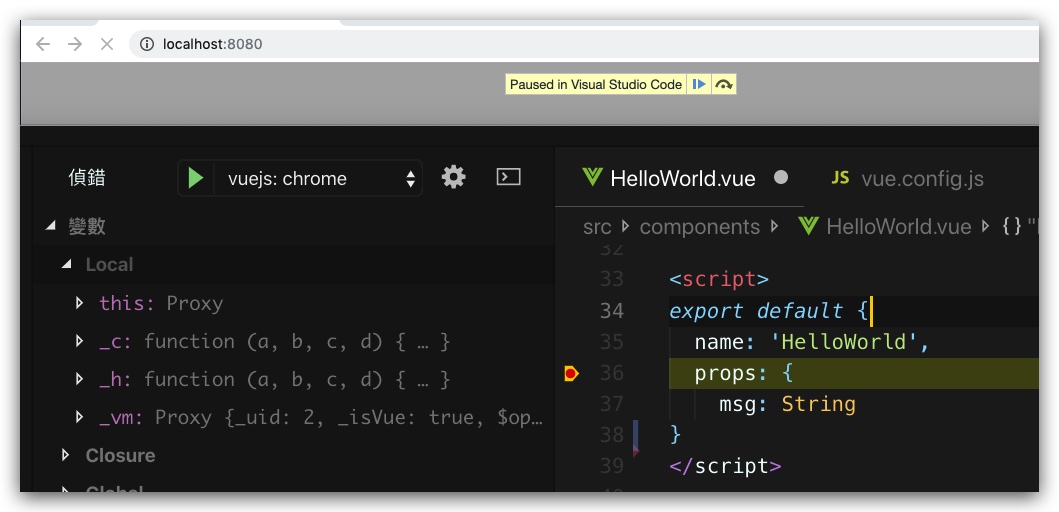 localhost:8080
Paused in Visual Studio Code
偵錯
vuejs: chrome
變數
Local
this: Proxy
_c: function (a, b, c, d) { … }
_h: function (a, b, c, d) { … }
_vm: Proxy {_uid: 2, _isVue: true, $op…
Closure
Global
HelloWorld.vue
JS vue.config.js
src components HelloWorld.vue {} "
32
33 <script>
34 export default {
35 name: 'HelloWorld',
36 props: {
37 msg: String
38 }
39 </script>